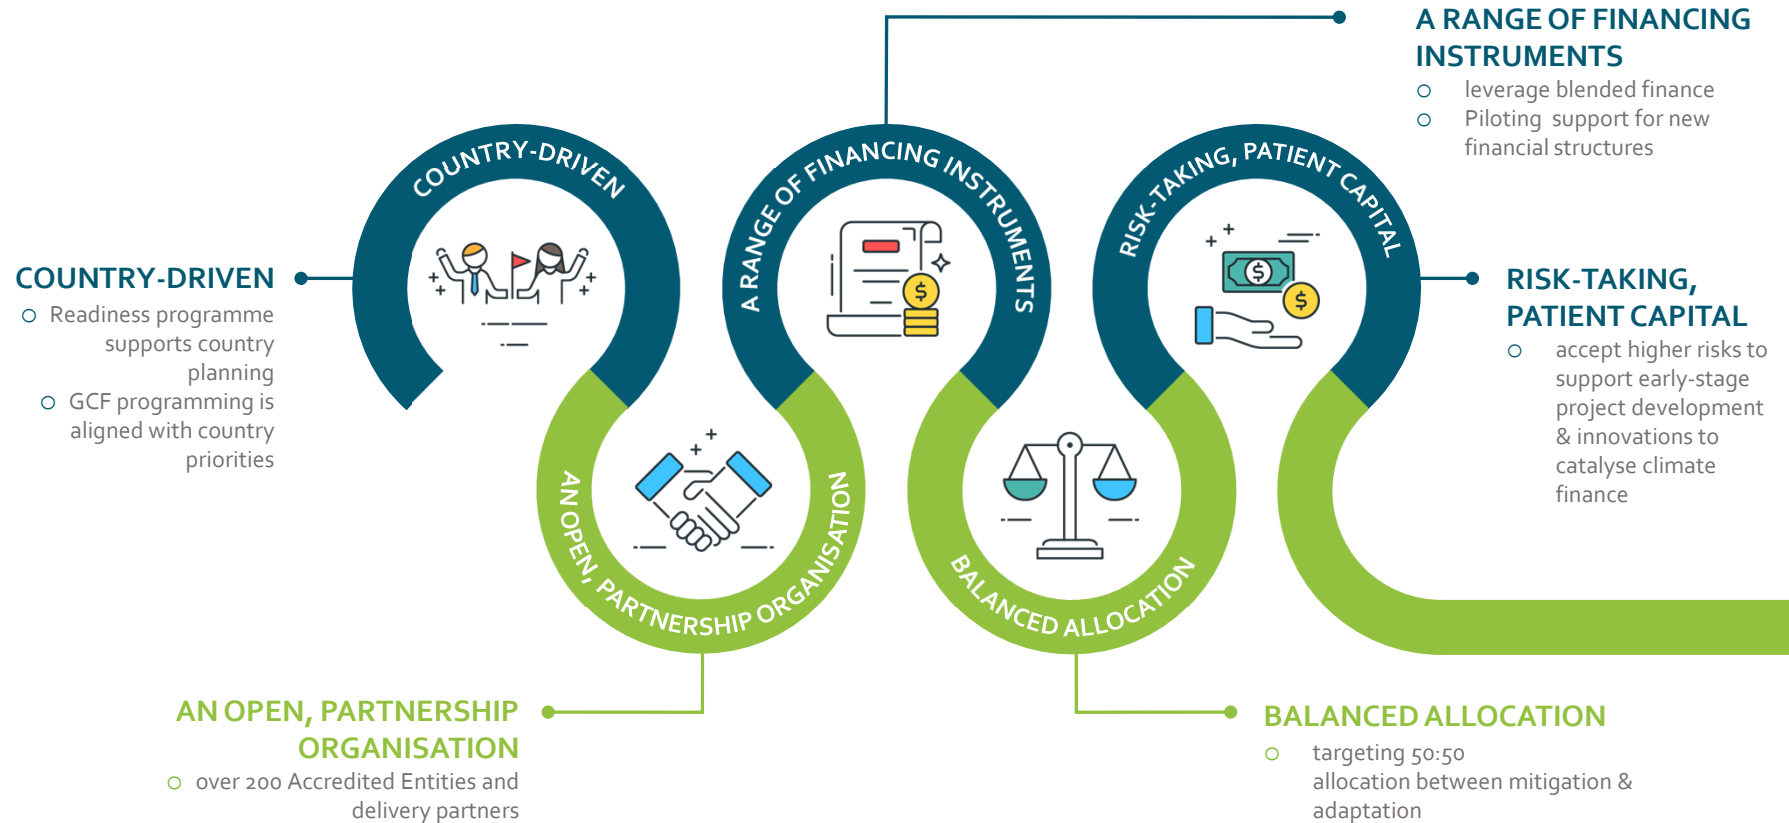 A RANGE OF FINANCING
INSTRUMENTS
○ leverage blended finance
○ Piloting support for new
financial structures
COUNTRY-DRIVEN
A RANGE OF FINANCING INSTRUMENTS
RISK-TAKING, PATIENT CAPITAL
COUNTRY-DRIVEN
○ Readiness programme
supports country
planning
○ GCF programming is
aligned with country
priorities
RISK-TAKING,
PATIENT CAPITAL
○ accept higher risks to
support early-stage
project development
& innovations to
catalyse climate
finance
$
$
$
AN OPEN, PARTNERSHIP ORGANISATION
BALANCED ALLOCATION
AN OPEN, PARTNERSHIP
ORGANISATION
○ over 200 Accredited Entities and
delivery partners
BALANCED ALLOCATION
○ targeting 50:50
allocation between mitigation &
adaptation